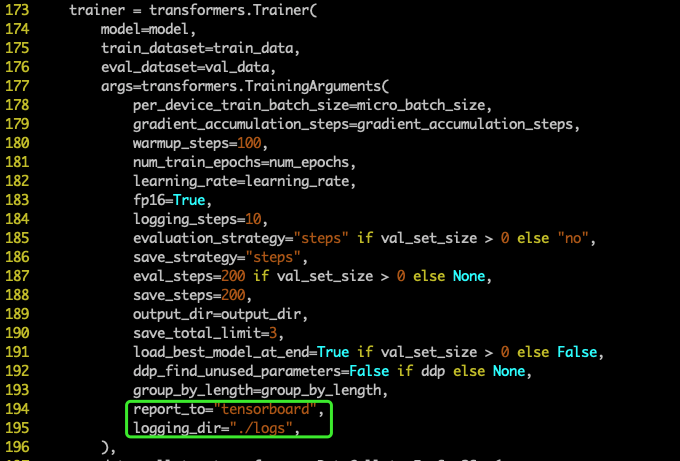 173 trainer = transformers.Trainer(
174 model=model,
175 train_dataset=train_data,
176 eval_dataset=val_data,
177 args=transformers.TrainingArguments(
178 per_device_train_batch_size=micro_batch_size,
179 gradient_accumulation_steps=gradient_accumulation_steps,
180 warmup_steps=100,
181 num_train_epochs=num_epochs,
182 learning_rate=learning_rate,
183 fp16=True,
184 logging_steps=10,
185 evaluation_strategy="steps" if val_set_size > 0 else "no",
186 save_strategy="steps",
187 eval_steps=200 if val_set_size > 0 else None,
188 save_steps=200,
189 output_dir=output_dir,
190 save_total_limit=3,
191 load_best_model_at_end=True if val_set_size > 0 else False,
192 ddp_find_unused_parameters=False if ddp else None,
193 group_by_length=group_by_length,
194 report_to="tensorboard",
195 logging_dir="./logs",
196 ),